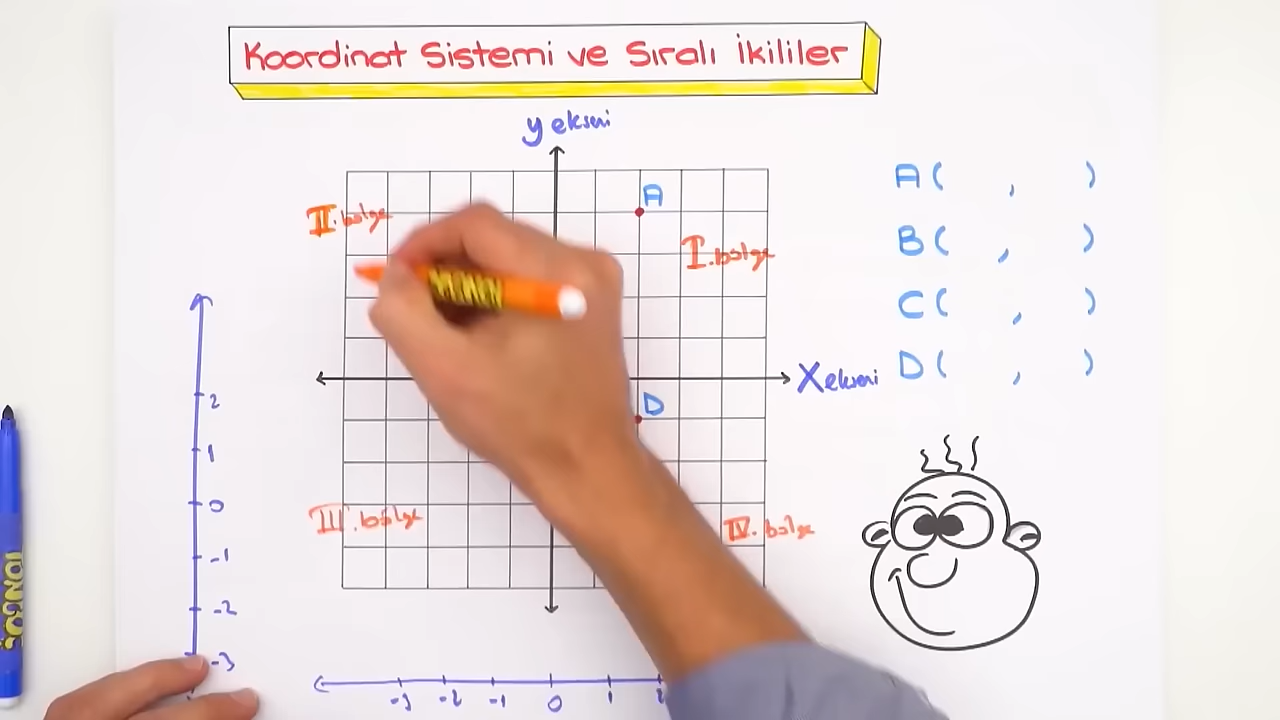 Koordinat Sistemi ve Sıralı İkililer
y ekseni
A
II. bölge
I. bölge
X ekseni
D
III. bölge
IV. bölge
A( , )
B( , )
C( , )
D( , )
2
1
0
-1
-2
-3
-3 -2 -1 0 1 2